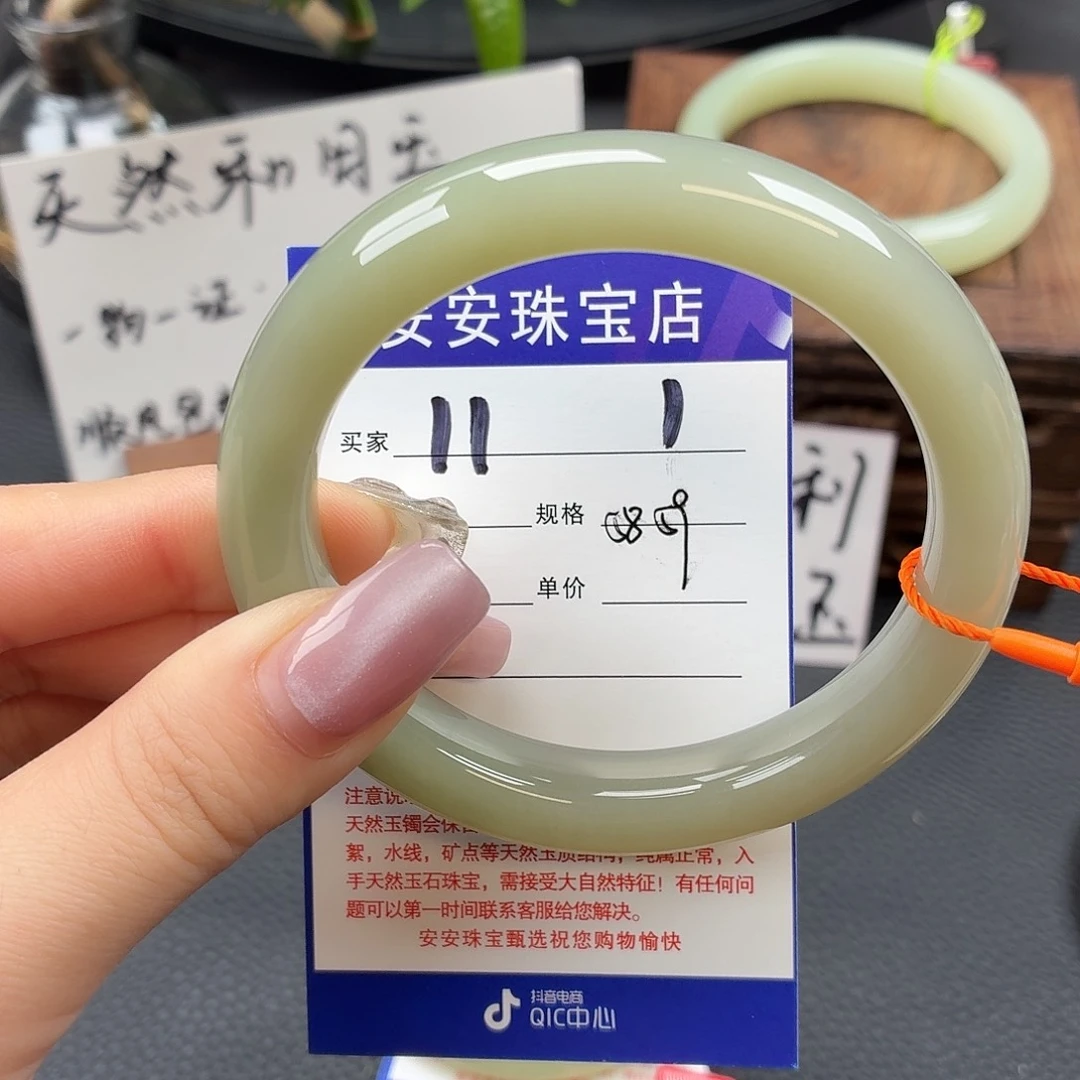 天然和田玉
一物一证
顺丰包
安安珠宝店
买家 11 1
规格
单价
利
注意说
天然玉镯会保
絮，水线，矿点等天然玉质结构，纯属正常，入
手天然玉石珠宝，需接受大自然特征！有任何问
题可以第一时间联系客服给您解决。
安安珠宝甄选祝您购物愉快
抖音电商
QIC中心